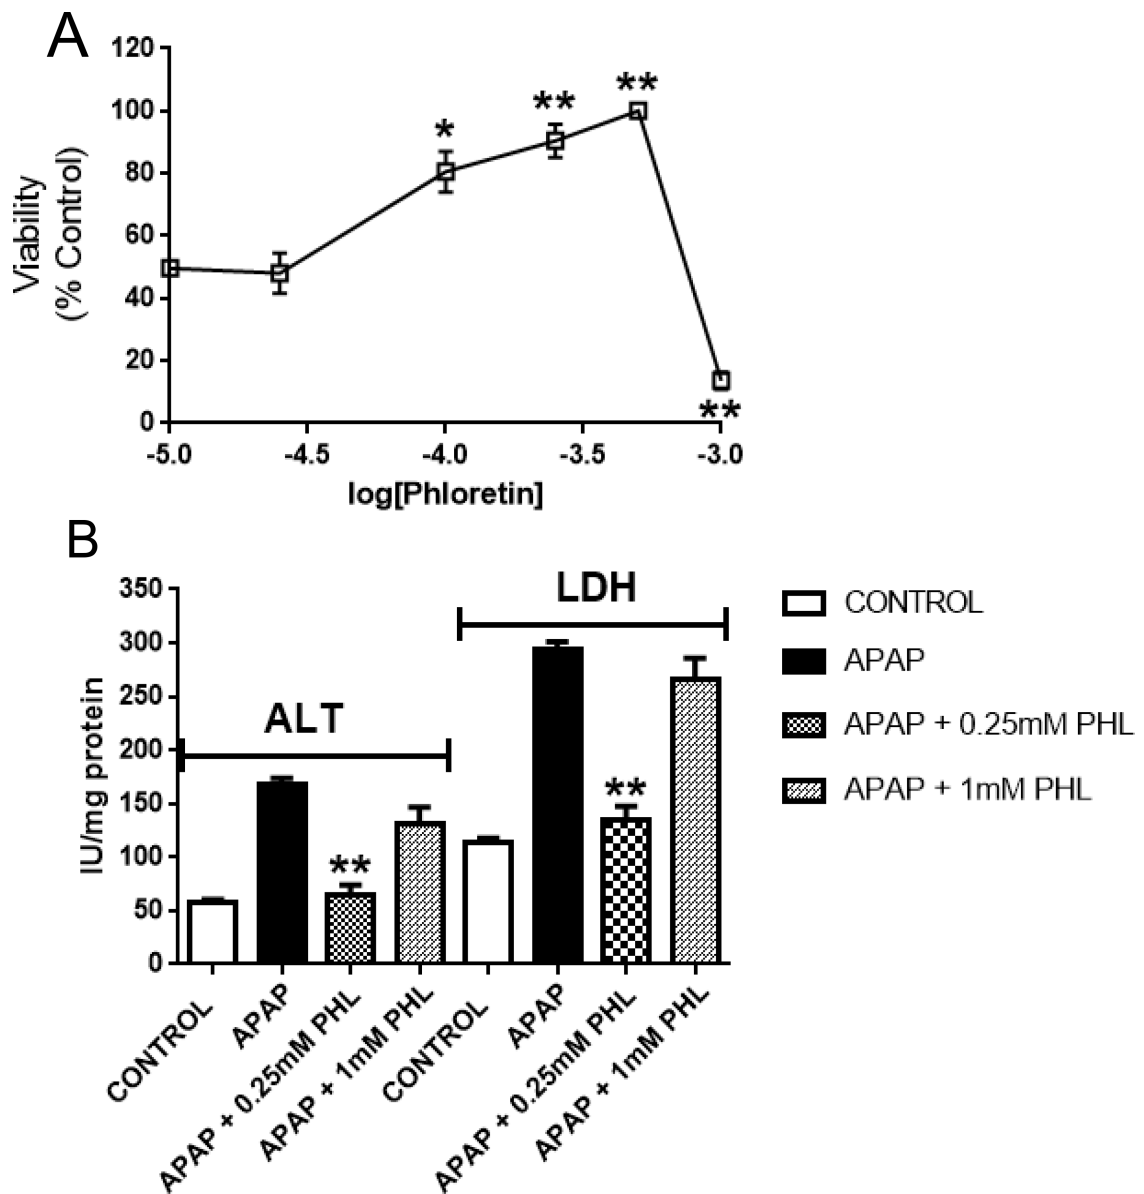 A
120
100
80
60
40
20
0
Viability
(% Control)
*
**
**
**
-5.0 -4.5 -4.0 -3.5 -3.0
log[Phloretin]
B
350
300
250
200
150
100
50
0
IU/mg protein
ALT
LDH
**
**
CONTROL
APAP
APAP + 0.25mM PHL
APAP + 1mM PHL
CONTROL
APAP
APAP + 0.25mM PHL
APAP + 1mM PHL
CONTROL
APAP
APAP + 0.25mM PHL
APAP + 1mM PHL